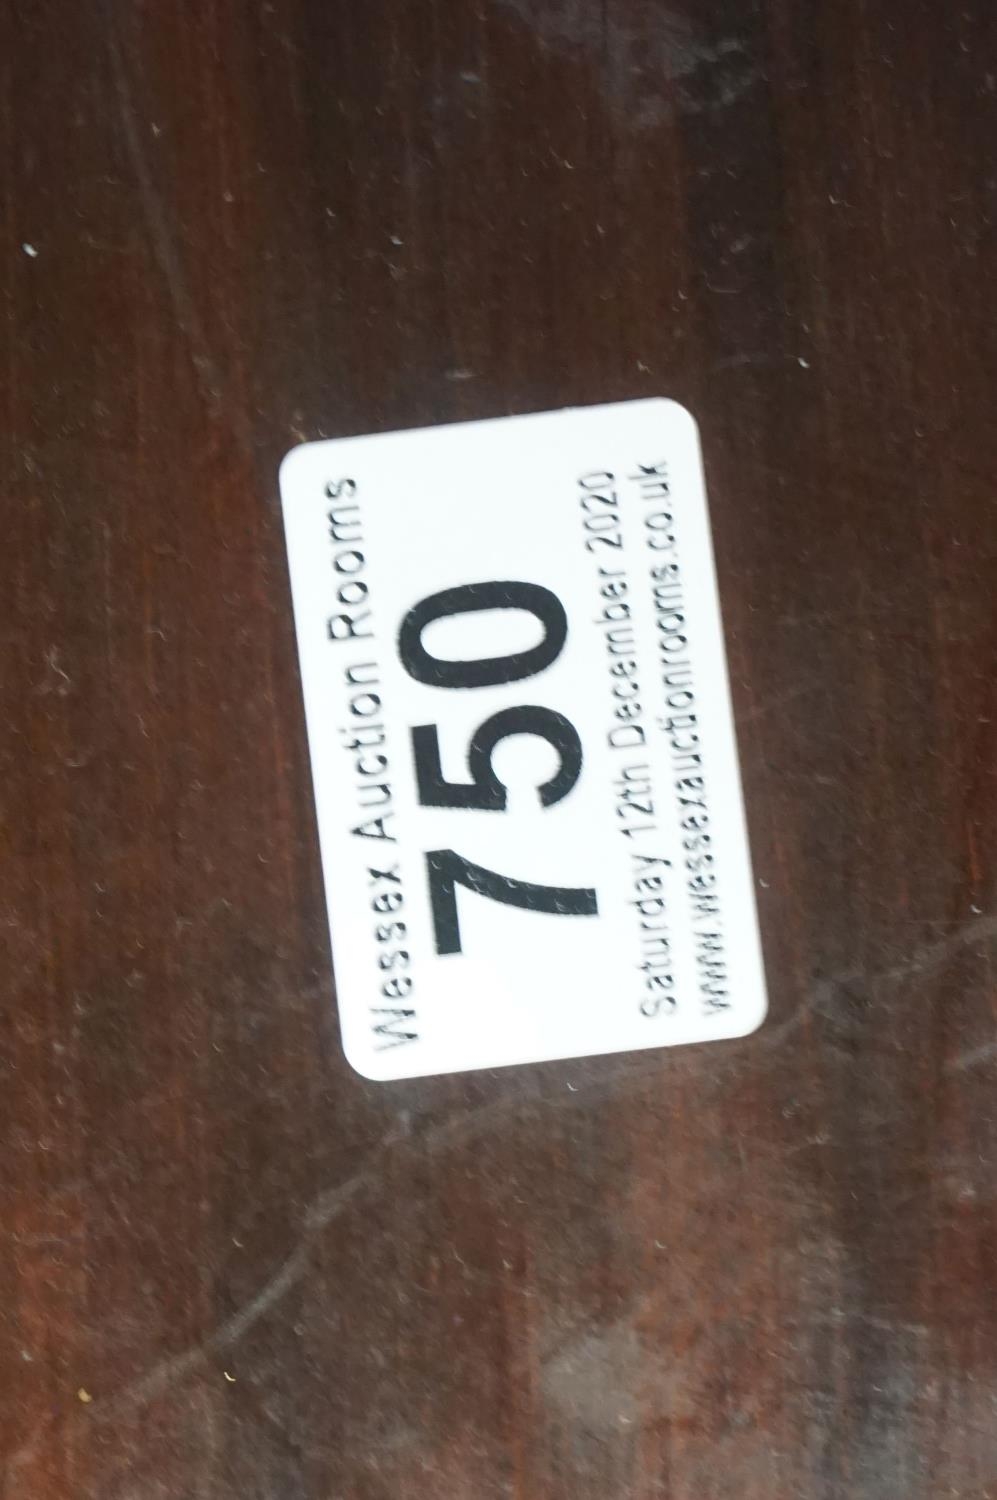 Wessex Auction Rooms
750
Saturday 12th December 2020
www.wessexauctionrooms.co.uk